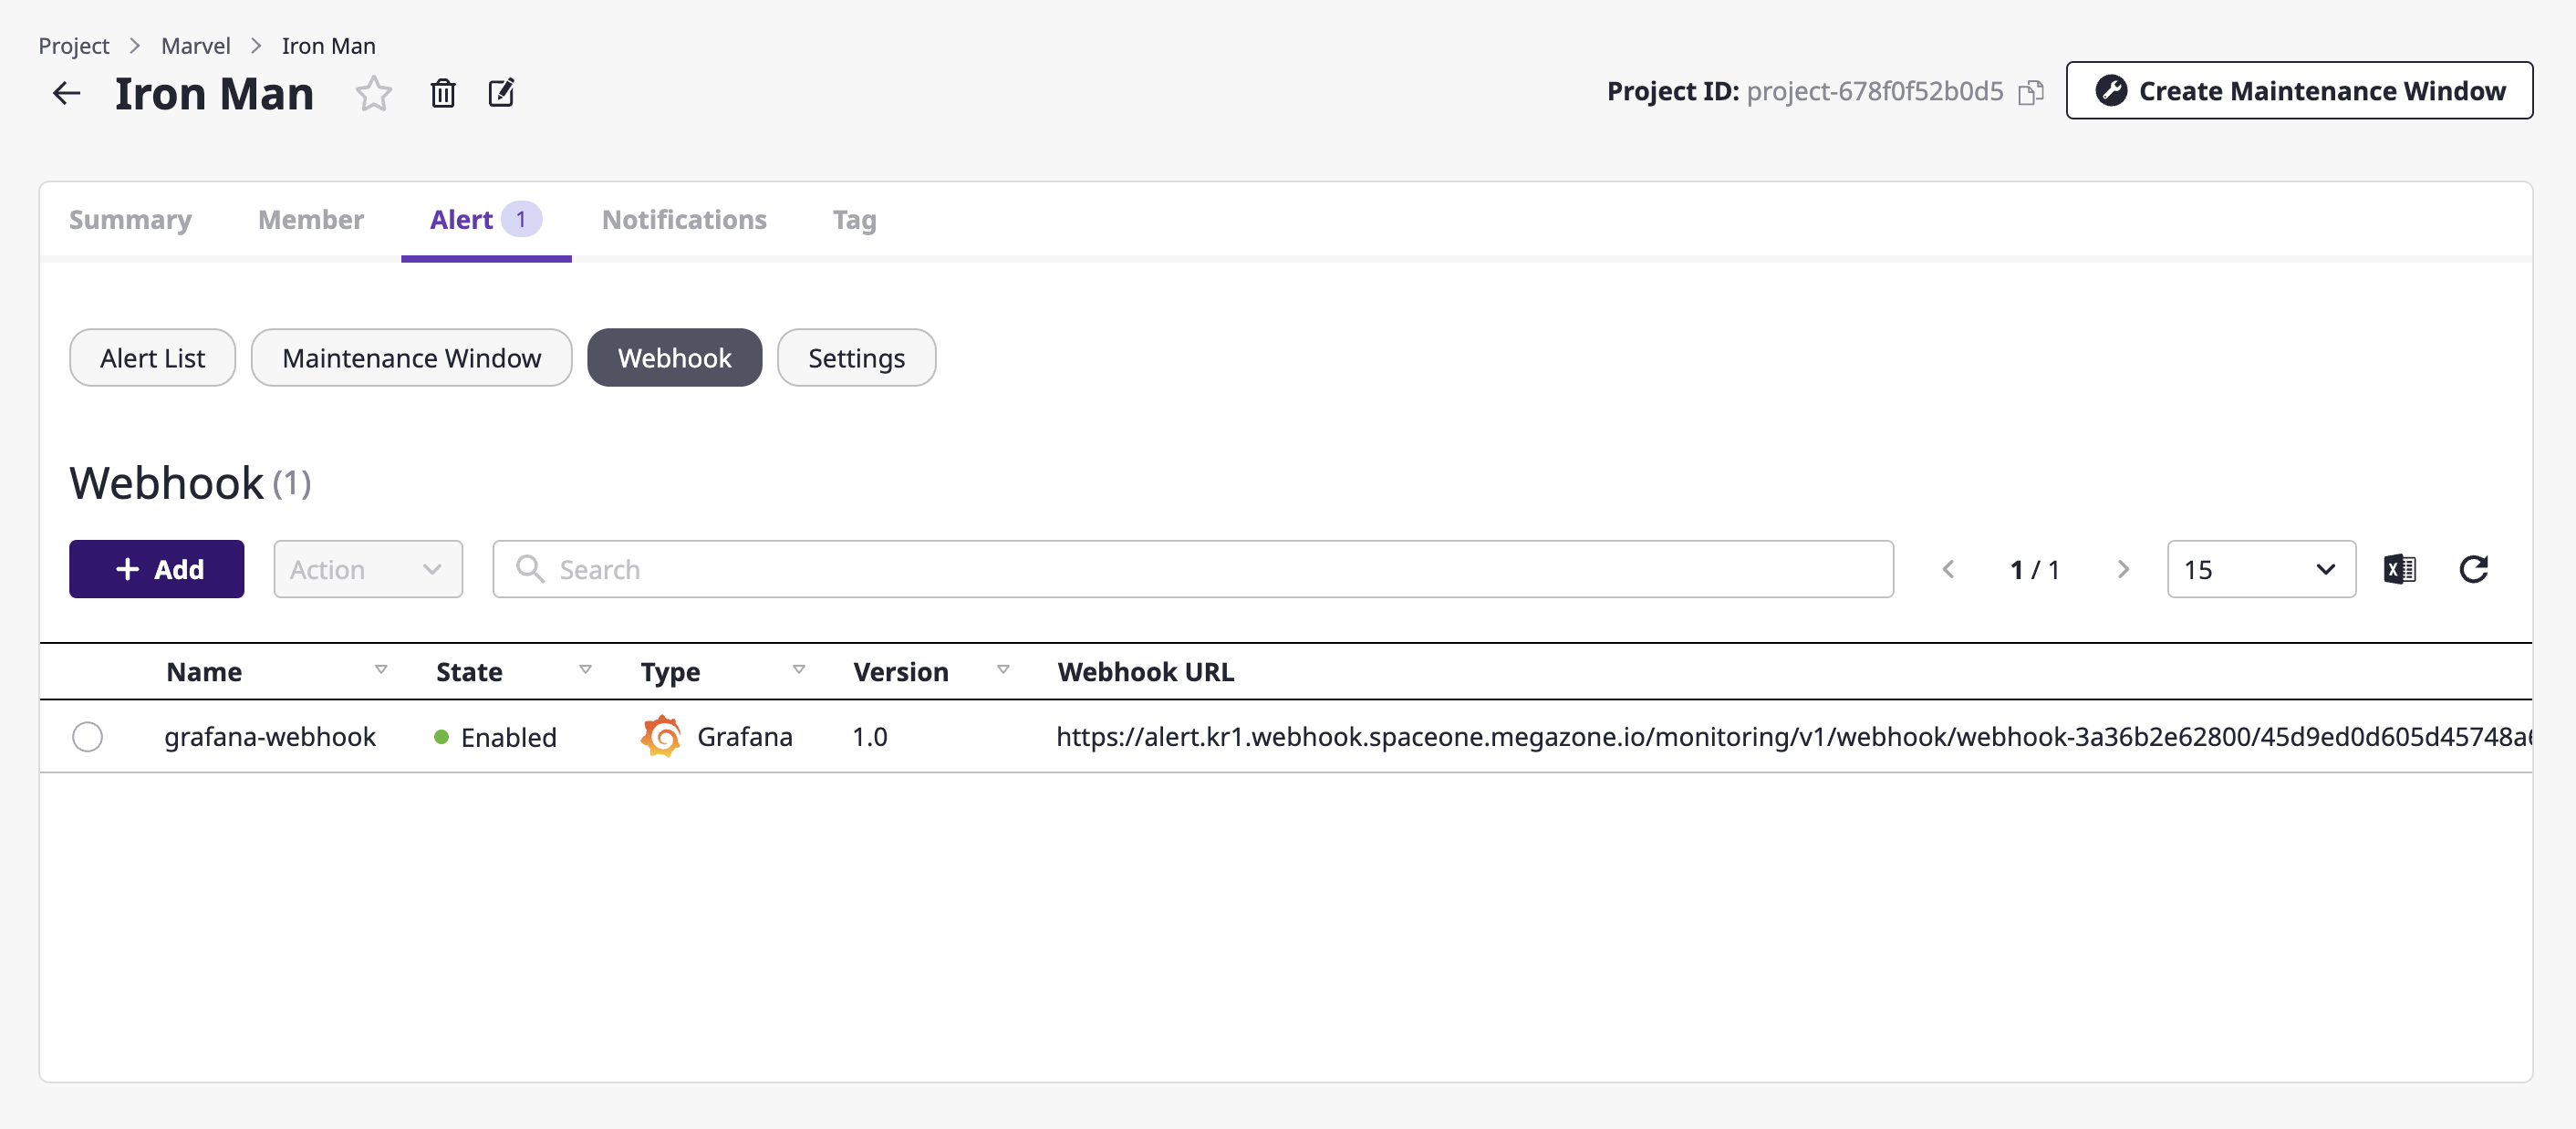 Project > Marvel > Iron Man
Iron Man
Project ID: project-678f0f52b0d5
Create Maintenance Window
Summary Member Alert 1 Notifications Tag
Alert List Maintenance Window Webhook Settings
Webhook (1)
+ Add Action Search 1 / 1 15
Name State Type Version Webhook URL
grafana-webhook Enabled Grafana 1.0 https://alert.kr1.webhook.spaceone.megazone.io/monitoring/v1/webhook/webhook-3a36b2e62800/45d9ed0d605d45748a